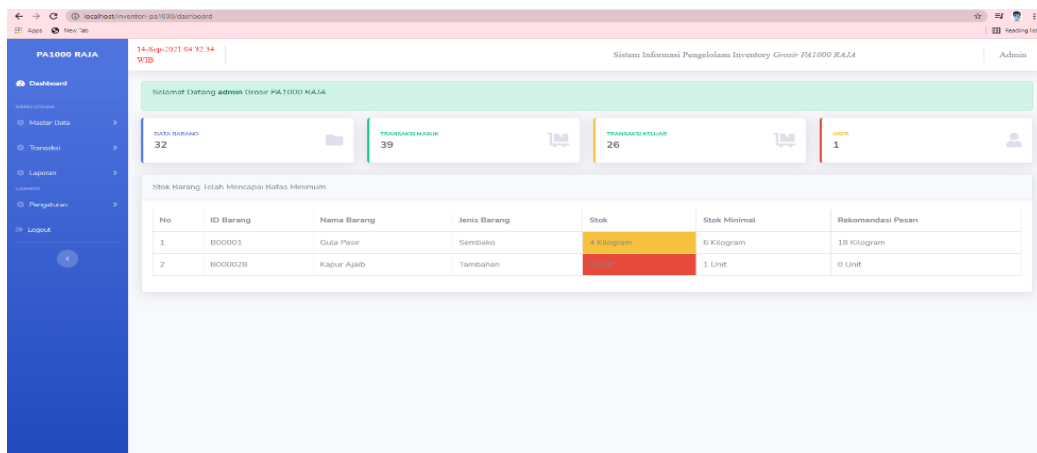 localhost/inventori-pa1000/dashboard
Apps New Tab
Reading list
PA1000 RAJA
14-Sep-2021 04:32:34
WIB
Sistem Informasi Pengelolaan Inventory Grosir PA1000 RAJA
Admin
Dashboard
Master Data
Transaksi
Laporan
Pengaturan
Logout
Selamat Datang admin Grosir PA1000 RAJA
DATA BARANG
32
TRANSAKSI MASUK
39
TRANSAKSI KELUAR
26
USER
1
Stok Barang Telah Mencapai Batas Minimum
No ID Barang Nama Barang Jenis Barang Stok Stok Minimal Rekomendasi Pesan
1 B00001 Gula Pasir Sembako 4 Kilogram 6 Kilogram 18 Kilogram
2 B000028 Kapur Ajaib Tambahan 1 Unit 0 Unit